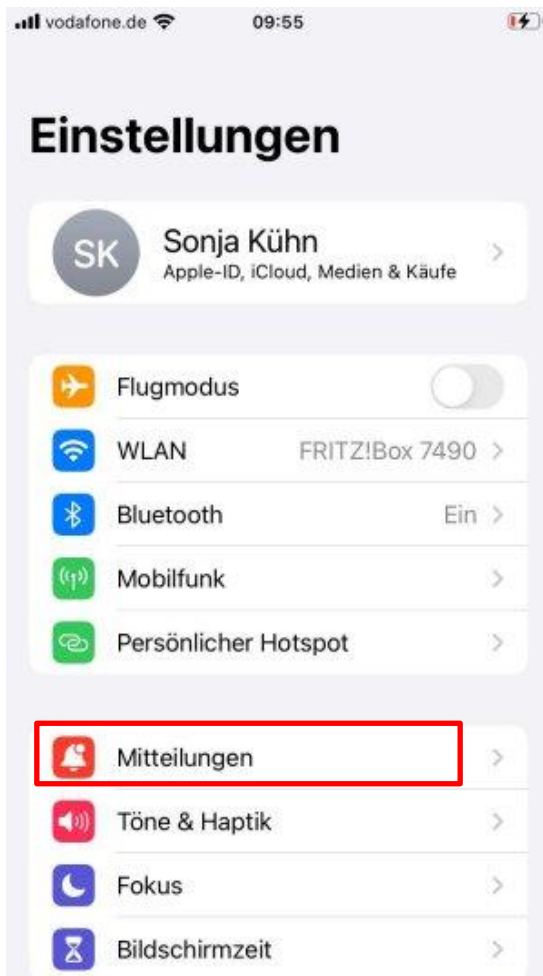 vodafone.de 09:55
Einstellungen
SK
Sonja Kühn
Apple-ID, iCloud, Medien & Käufe
Flugmodus
WLAN FRITZ!Box 7490
Bluetooth Ein
Mobilfunk
Persönlicher Hotspot
Mitteilungen
Töne & Haptik
Fokus
Bildschirmzeit